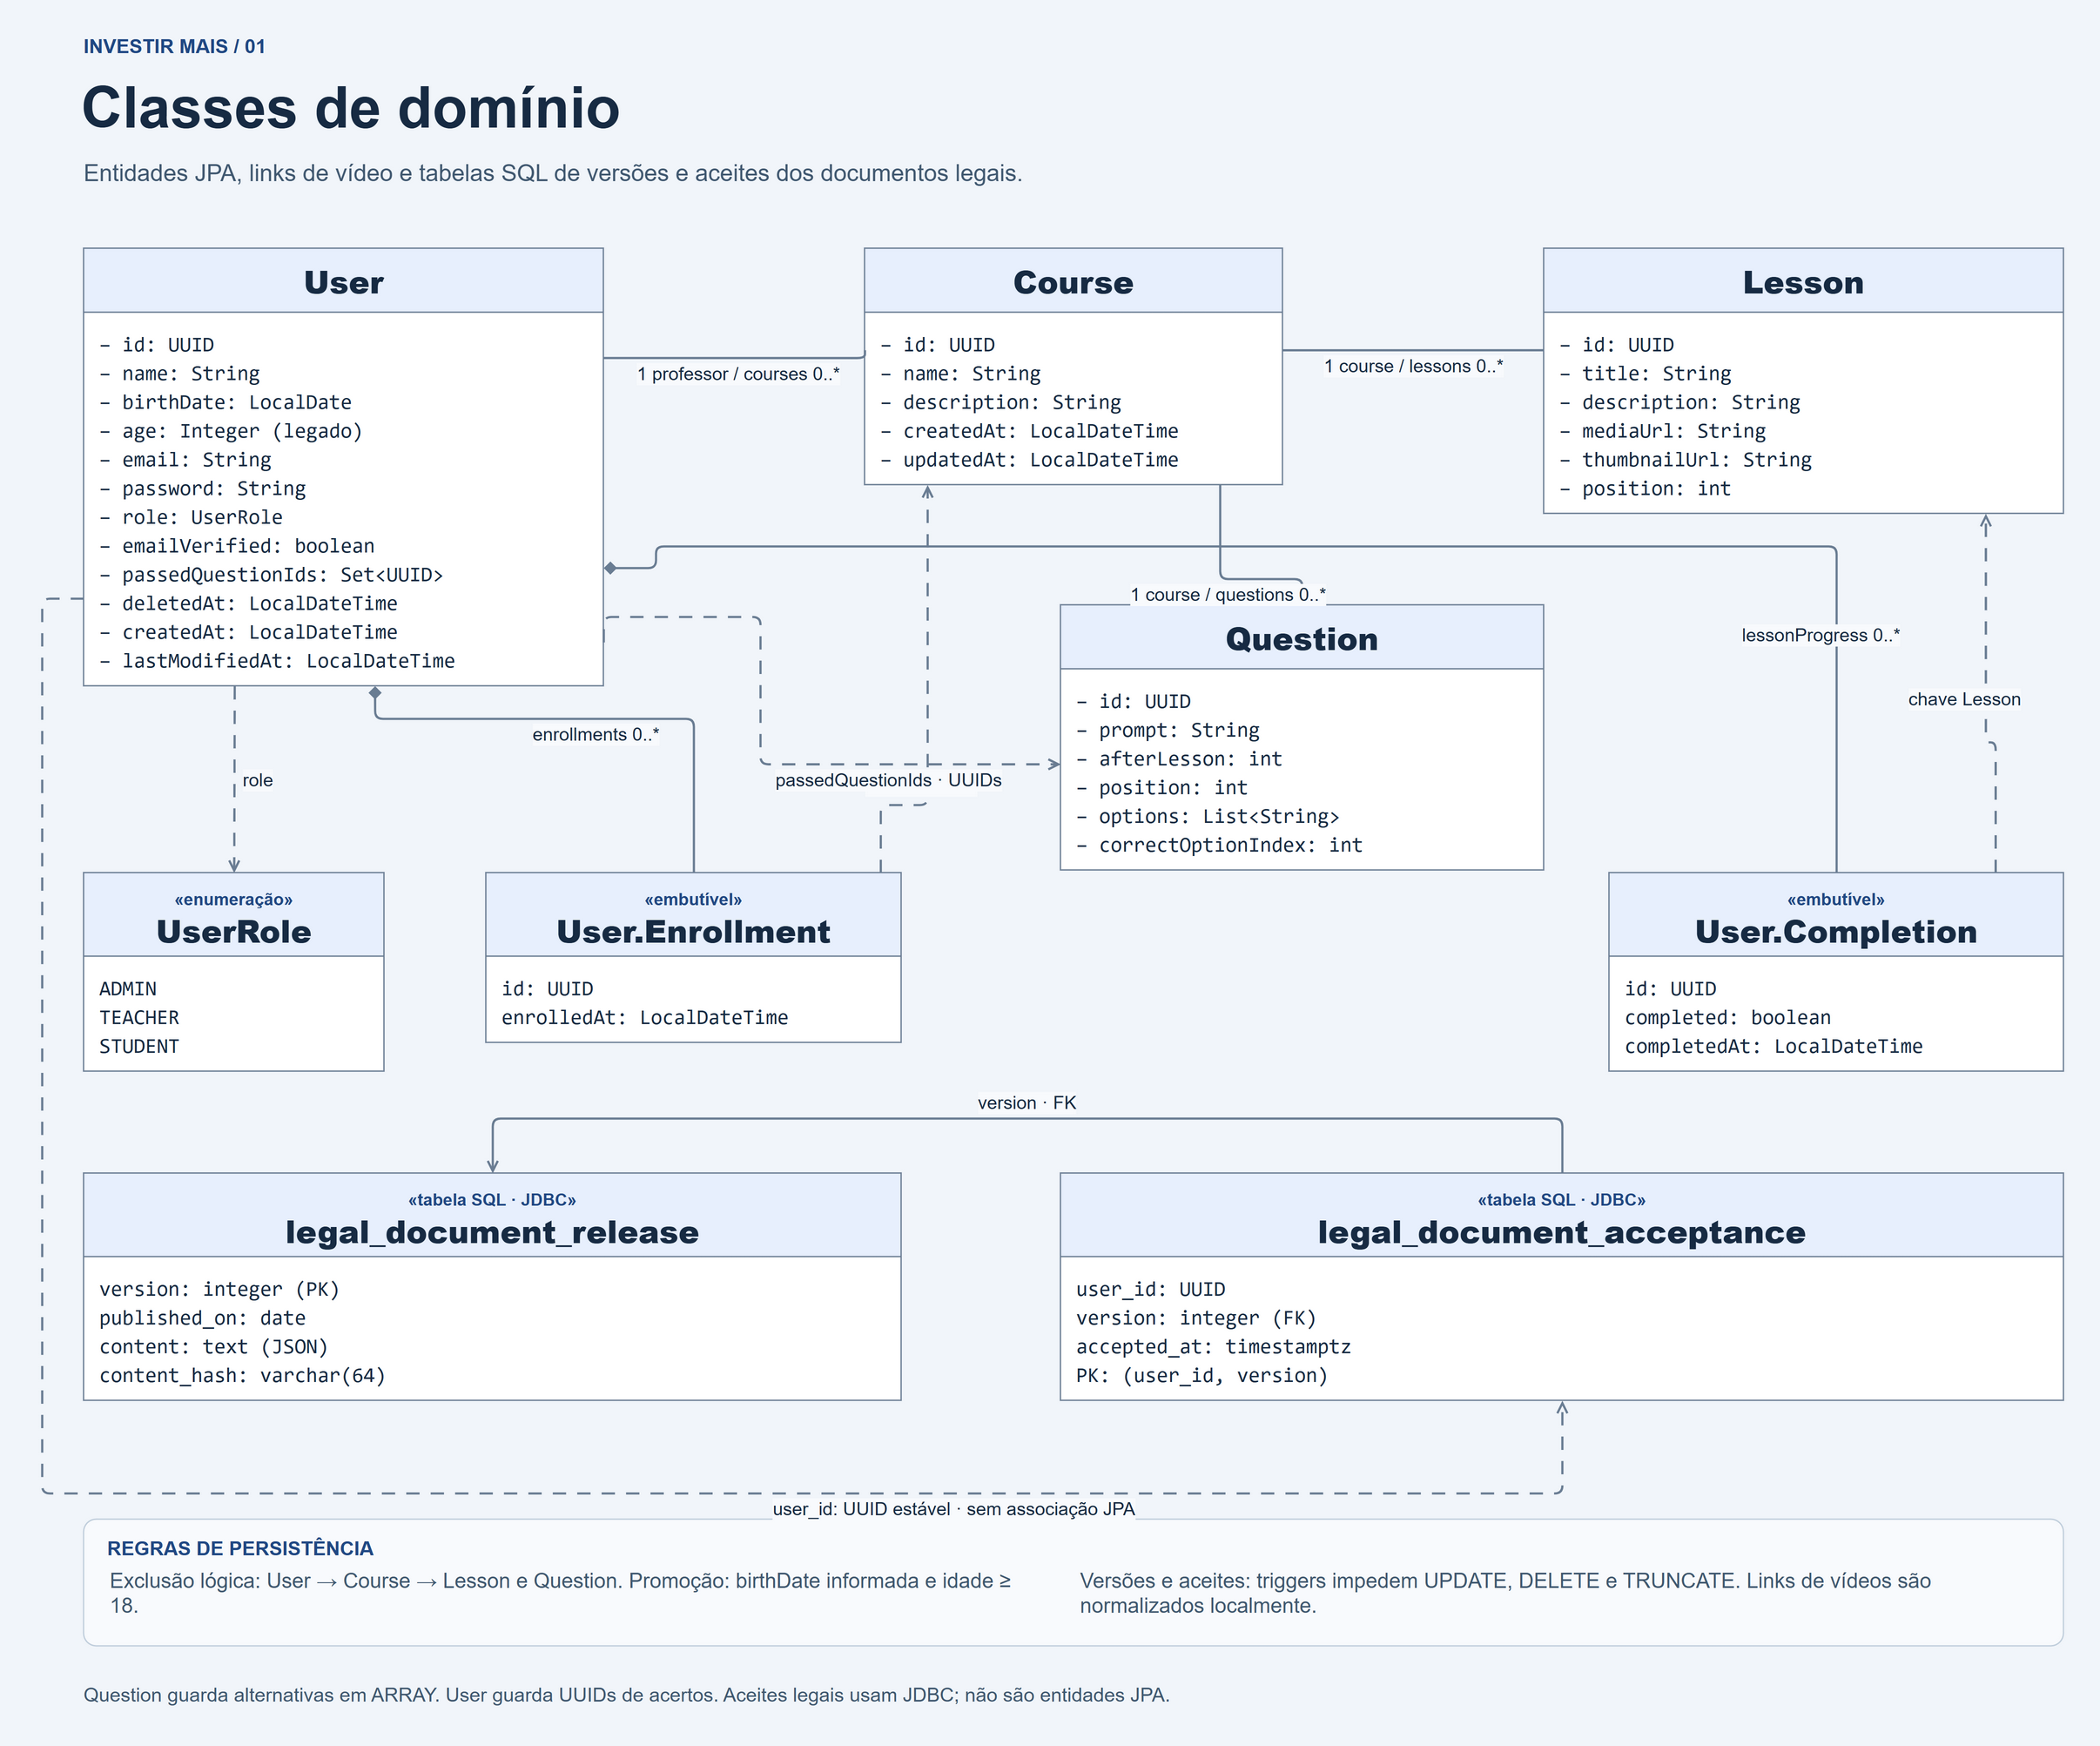 INVESTIR MAIS / 01
Classes de domínio
Entidades JPA, links de vídeo e tabelas SQL de versões e aceites dos documentos legais.
User
– id: UUID
– name: String
– birthDate: LocalDate
– age: Integer (legado)
– email: String
– password: String
– role: UserRole
– emailVerified: boolean
– passedQuestionIds: Set<UUID>
– deletedAt: LocalDateTime
– createdAt: LocalDateTime
– lastModifiedAt: LocalDateTime
1 professor / courses 0..*
Course
– id: UUID
– name: String
– description: String
– createdAt: LocalDateTime
– updatedAt: LocalDateTime
1 course / lessons 0..*
Lesson
– id: UUID
– title: String
– description: String
– mediaUrl: String
– thumbnailUrl: String
– position: int
1 course / questions 0..*
Question
– id: UUID
– prompt: String
– afterLesson: int
– position: int
– options: List<String>
– correctOptionIndex: int
lessonProgress 0..*
chave Lesson
enrollments 0..*
role
passedQuestionIds · UUIDs
«enumeração»
UserRole
ADMIN
TEACHER
STUDENT
«embutível»
User.Enrollment
id: UUID
enrolledAt: LocalDateTime
«embutível»
User.Completion
id: UUID
completed: boolean
completedAt: LocalDateTime
version · FK
«tabela SQL · JDBC»
legal_document_release
version: integer (PK)
published_on: date
content: text (JSON)
content_hash: varchar(64)
«tabela SQL · JDBC»
legal_document_acceptance
user_id: UUID
version: integer (FK)
accepted_at: timestamptz
PK: (user_id, version)
user_id: UUID estável · sem associação JPA
REGRAS DE PERSISTÊNCIA
Exclusão lógica: User → Course → Lesson e Question. Promoção: birthDate informada e idade ≥
18.
Versões e aceites: triggers impedem UPDATE, DELETE e TRUNCATE. Links de vídeos são
normalizados localmente.
Question guarda alternativas em ARRAY. User guarda UUIDs de acertos. Aceites legais usam JDBC; não são entidades JPA.